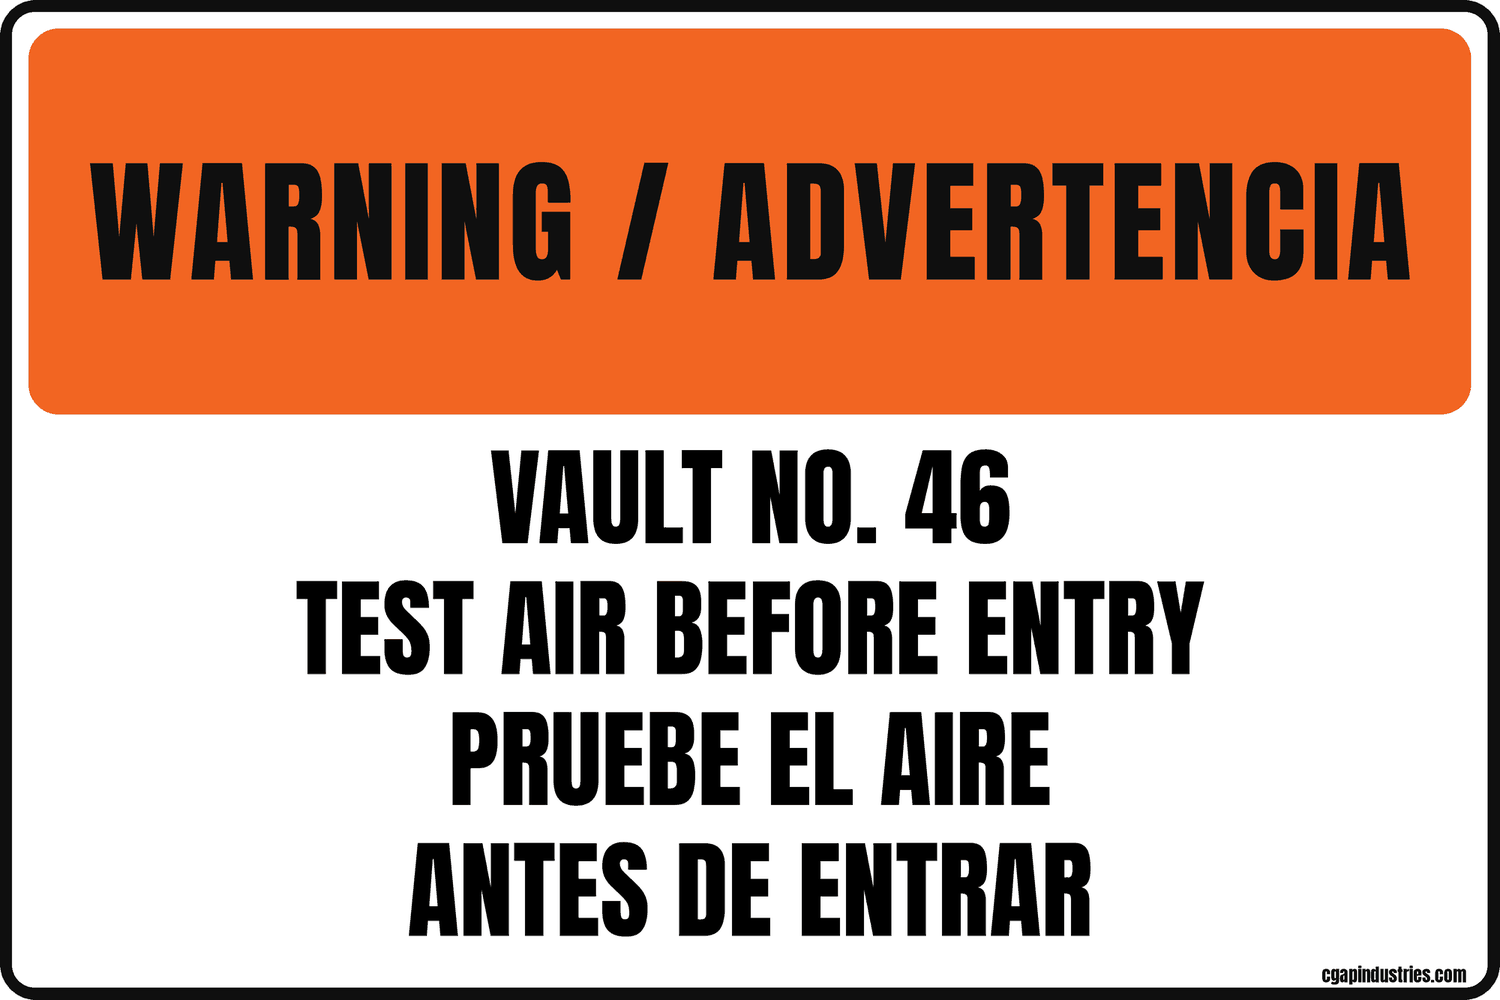 WARNING / ADVERTENCIA
VAULT NO. 46
TEST AIR BEFORE ENTRY
PRUEBE EL AIRE
ANTES DE ENTRAR
cgapindustries.com